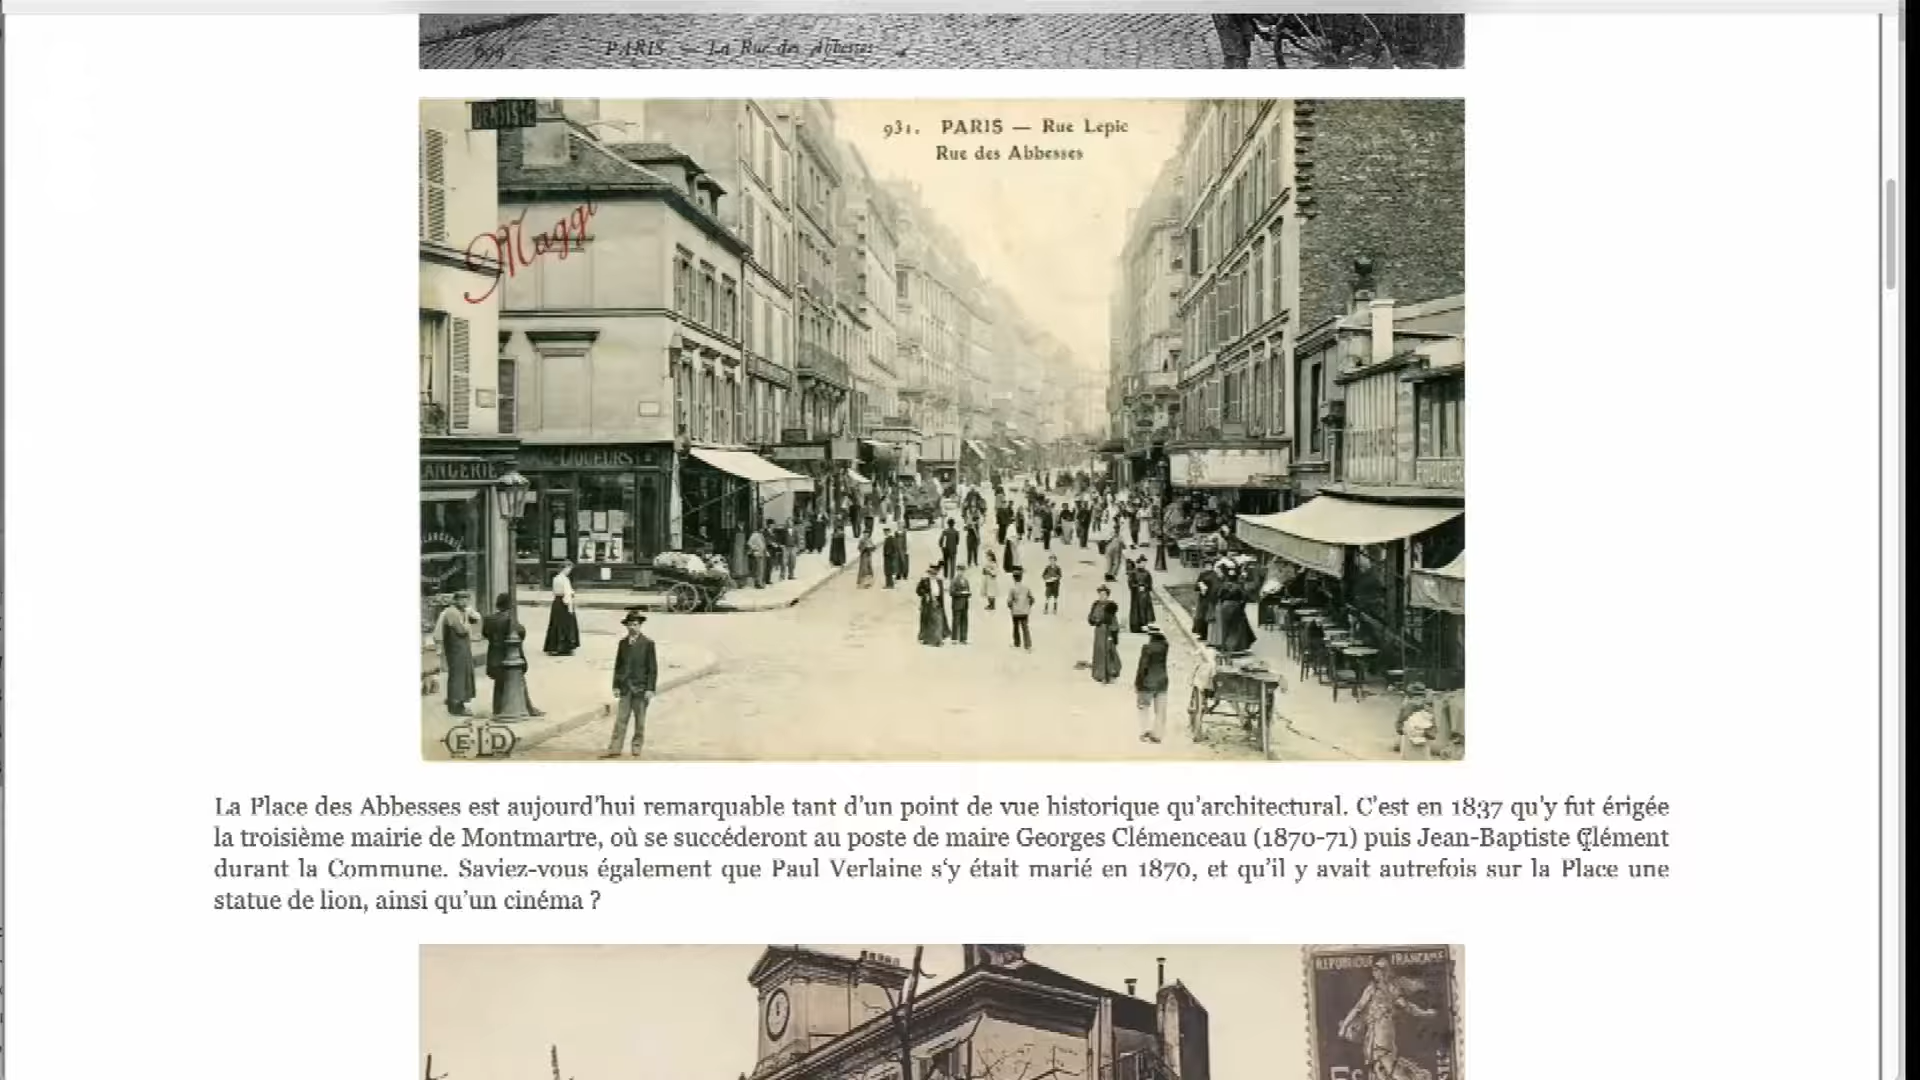 909 PARIS — La Rue des Abbesses
DENTISTE
931. PARIS — Rue Lepic
Rue des Abbesses
Maggi
LIQUEURS
LANGERIE
E.L.D
La Place des Abbesses est aujourd’hui remarquable tant d’un point de vue historique qu’architectural. C’est en 1837 qu’y fut érigée
la troisième mairie de Montmartre, où se succéderont au poste de maire Georges Clémenceau (1870-71) puis Jean-Baptiste Clément
durant la Commune. Saviez-vous également que Paul Verlaine s‘y était marié en 1870, et qu’il y avait autrefois sur la Place une
statue de lion, ainsi qu’un cinéma ?
REPUBLIQUE FRANÇAISE